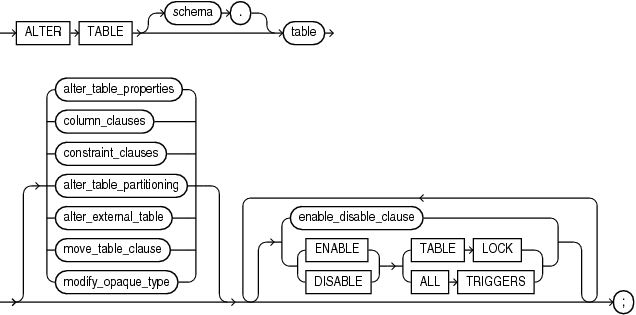 schema .
ALTER TABLE table
alter_table_properties
column_clauses
constraint_clauses
alter_table_partitioning
alter_external_table
move_table_clause
modify_opaque_type
enable_disable_clause
ENABLE TABLE LOCK
DISABLE ALL TRIGGERS
;